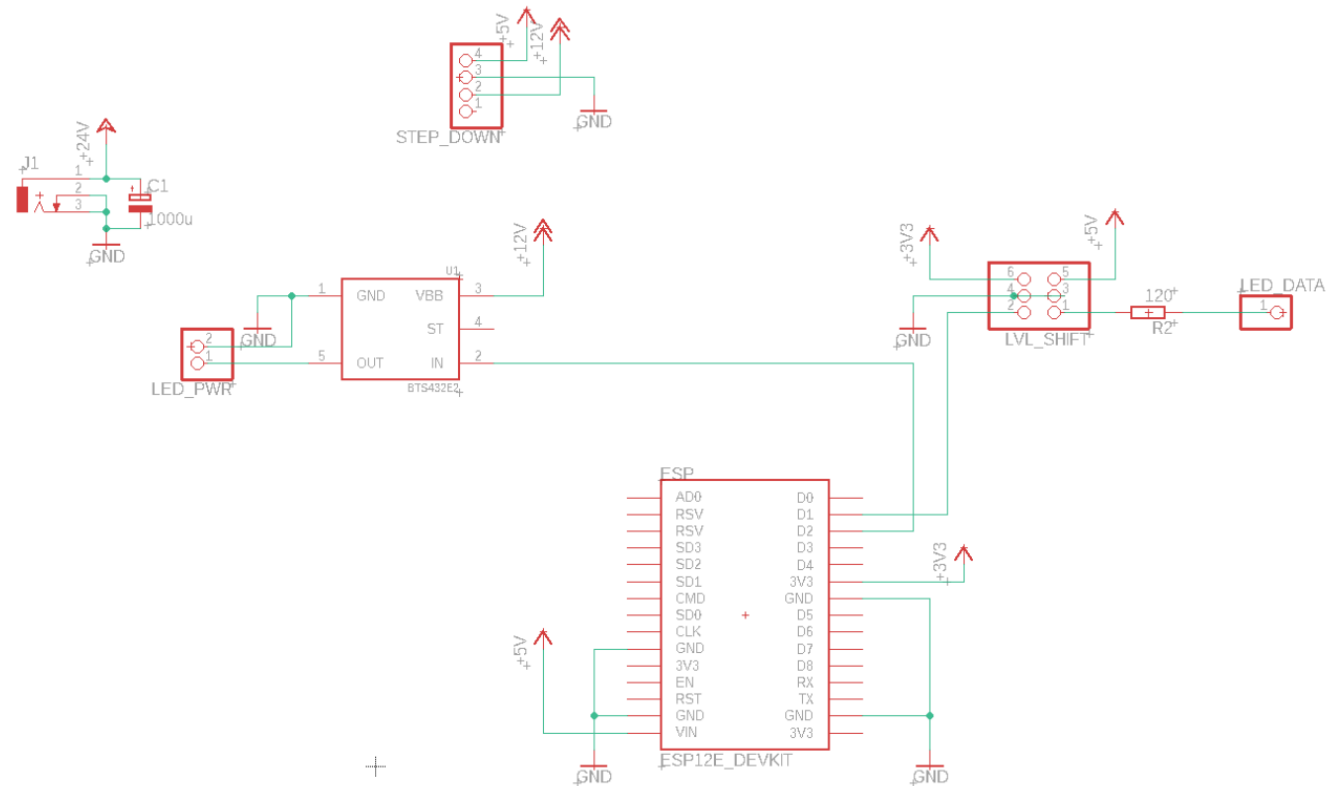 +5V
+12V
4
3
2
1
STEP_DOWN
GND
+24V
J1
1
2
3
C1
1000u
GND
+12V
U1
1
GND
VBB
3
ST
4
5
OUT
IN
2
BTS432E2
GND
2
1
LED_PWR
+3V3
+5V
6
5
4
3
2
1
LVL_SHIFT
GND
120
R2
LED_DATA
1
ESP
AD0
D0
RSV
D1
RSV
D2
SD3
D3
SD2
D4
SD1
3V3
CMD
GND
SD0
D5
CLK
D6
GND
D7
3V3
D8
EN
RX
RST
TX
GND
GND
VIN
3V3
ESP12E_DEVKIT
+3V3
+5V
GND
GND